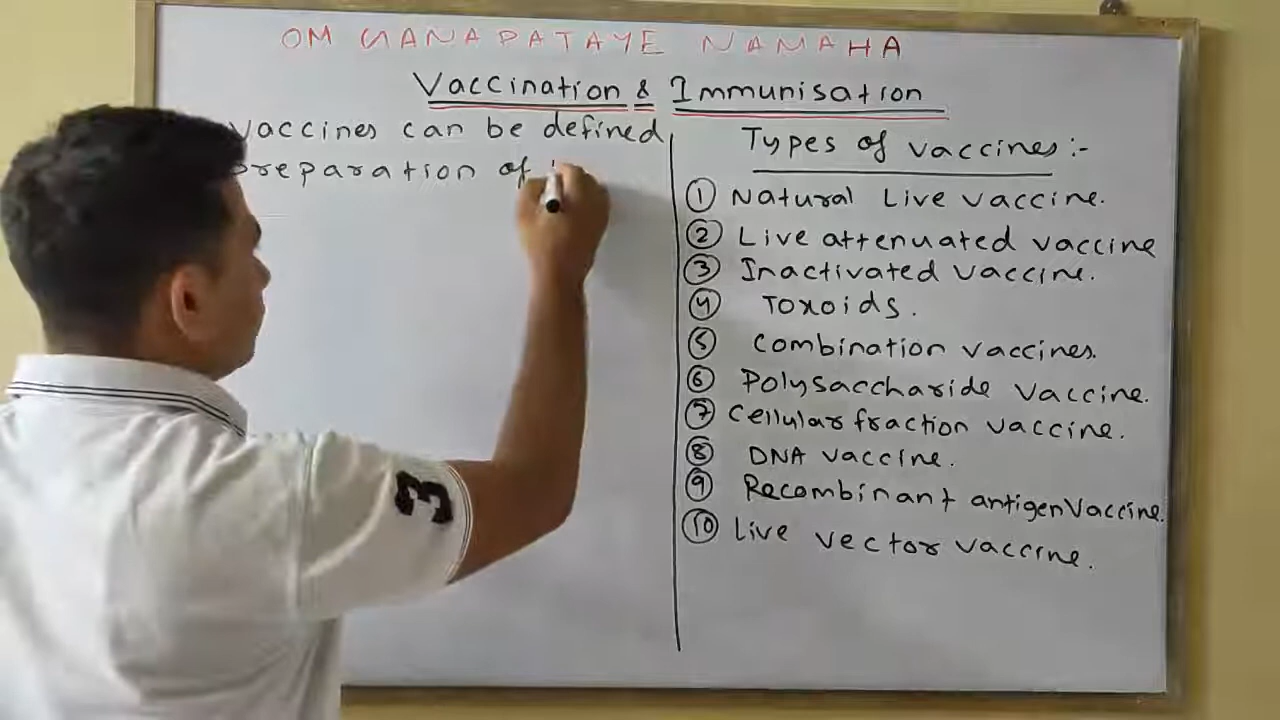 OM GANAPATAYE NAMAHA
Vaccination & Immunisation
Vaccines can be defined
preparation of
Types of vaccines:-
① Natural Live vaccine.
② Live attenuated vaccine
③ Inactivated vaccine.
④ Toxoids.
⑤ Combination vaccines.
⑥ Polysaccharide vaccine.
⑦ Cellular fraction vaccine.
⑧ DNA vaccine.
⑨ Recombinant antigen Vaccine.
⑩ Live vector vaccine.
3